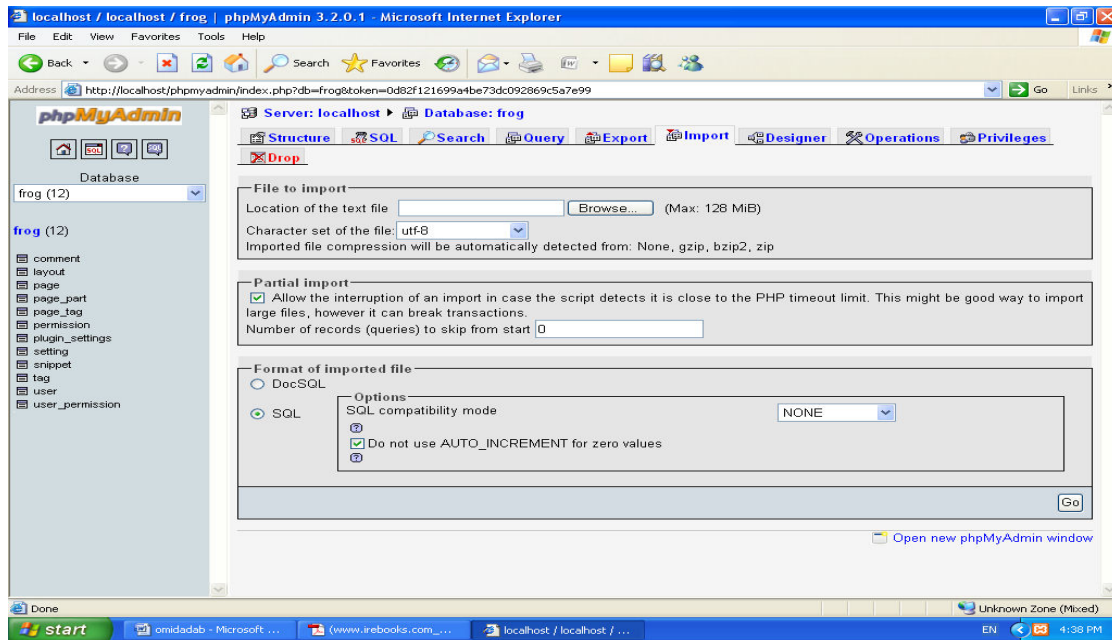 localhost / localhost / frog | phpMyAdmin 3.2.0.1 - Microsoft Internet Explorer
File Edit View Favorites Tools Help
Back Search Favorites
Address http://localhost/phpmyadmin/index.php?db=frog&token=0d82f121699a4be73dc092869c5a7e99 Go Links
phpMyAdmin
SQL
Database
frog (12)
frog (12)
comment
layout
page
page_part
page_tag
permission
plugin_settings
setting
snippet
tag
user
user_permission
Server: localhost Database: frog
Structure SQL Search Query Export Import Designer Operations Privileges
Drop
File to import
Location of the text file Browse... (Max: 128 MiB)
Character set of the file: utf-8
Imported file compression will be automatically detected from: None, gzip, bzip2, zip
Partial import
Allow the interruption of an import in case the script detects it is close to the PHP timeout limit. This might be good way to import
large files, however it can break transactions.
Number of records (queries) to skip from start 0
Format of imported file
DocSQL
SQL
Options
SQL compatibility mode NONE
Do not use AUTO_INCREMENT for zero values
Go
Open new phpMyAdmin window
Done Unknown Zone (Mixed)
start omidadab - Microsoft ... (www.irebooks.com_... localhost / localhost / ... EN 4:38 PM